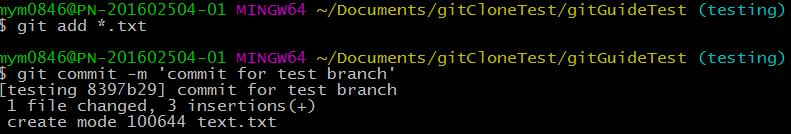 mym0846@PN-201602504-01 MINGW64 ~/Documents/gitCloneTest/gitGuideTest (testing)
$ git add *.txt
mym0846@PN-201602504-01 MINGW64 ~/Documents/gitCloneTest/gitGuideTest (testing)
$ git commit -m 'commit for test branch'
[testing 8397b29] commit for test branch
 1 file changed, 3 insertions(+)
 create mode 100644 text.txt